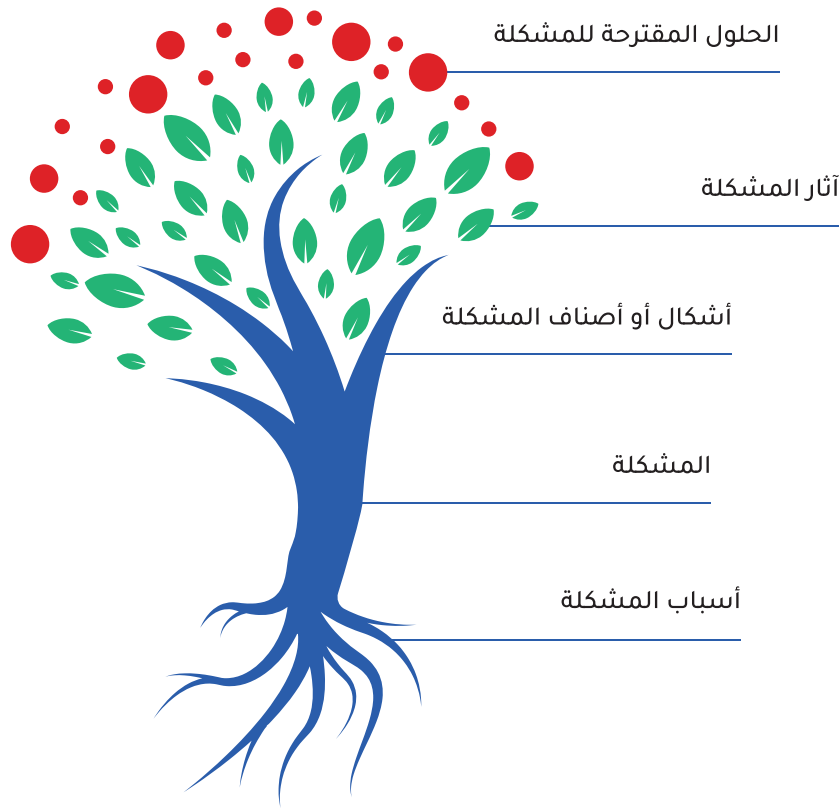 الحلول المقترحة للمشكلة
آثار المشكلة
أشكال أو أصناف المشكلة
المشكلة
أسباب المشكلة